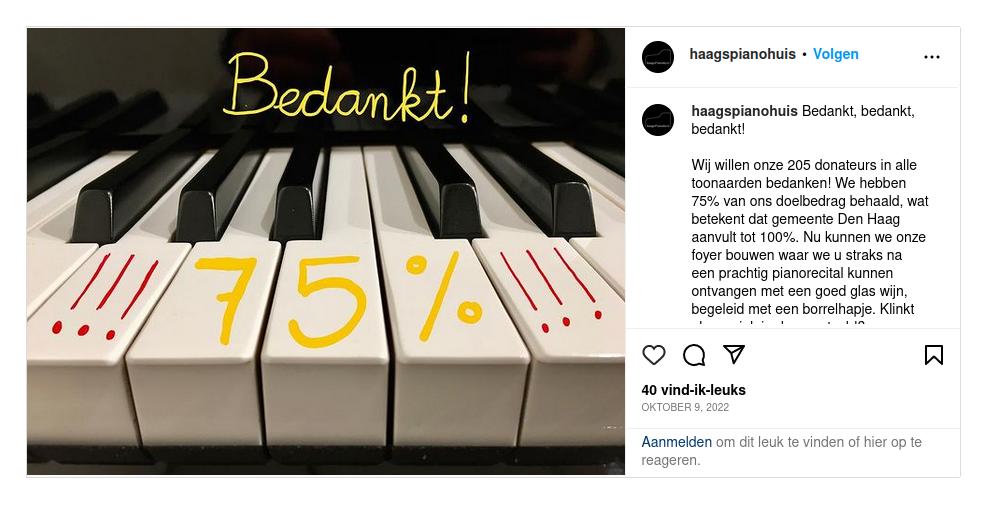 Bedankt!
!!! 75% !!!
haagspianohuis • Volgen
haagspianohuis Bedankt, bedankt,
bedankt!
Wij willen onze 205 donateurs in alle
toonaarden bedanken! We hebben
75% van ons doelbedrag behaald, wat
betekent dat gemeente Den Haag
aanvult tot 100%. Nu kunnen we onze
foyer bouwen waar we u straks na
een prachtig pianorecital kunnen
ontvangen met een goed glas wijn,
begeleid met een borrelhapje. Klinkt
40 vind-ik-leuks
OKTOBER 9, 2022
Aanmelden om dit leuk te vinden of hier op te
reageren.